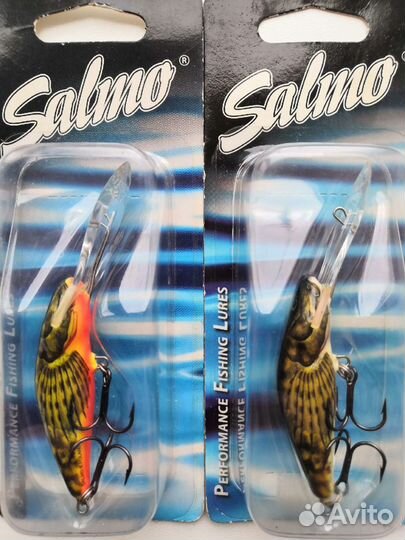 Salmo®
Salmo®
PERFORMANCE FISHING LURES
PERFORMANCE FISHING LURES
Avito